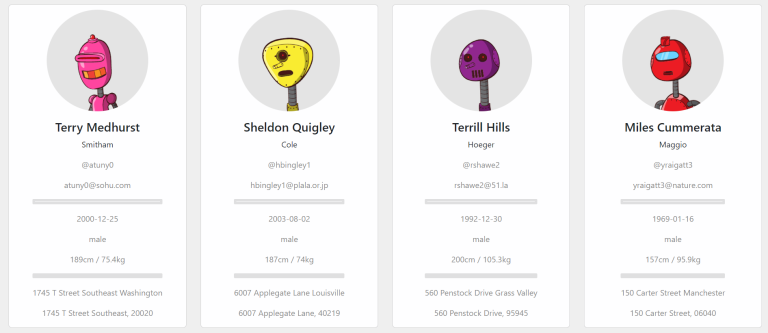 Terry Medhurst
Smitham
@atuny0
atuny0@sohu.com
2000-12-25
male
189cm / 75.4kg
1745 T Street Southeast Washington
1745 T Street Southeast, 20020
Sheldon Quigley
Cole
@hbingley1
hbingley1@plala.or.jp
2003-08-02
male
187cm / 74kg
6007 Applegate Lane Louisville
6007 Applegate Lane, 40219
Terrill Hills
Hoeger
@rshawe2
rshawe2@51.la
1992-12-30
male
200cm / 105.3kg
560 Penstock Drive Grass Valley
560 Penstock Drive, 95945
Miles Cummerata
Maggio
@yraigatt3
yraigatt3@nature.com
1969-01-16
male
157cm / 95.9kg
150 Carter Street Manchester
150 Carter Street, 06040